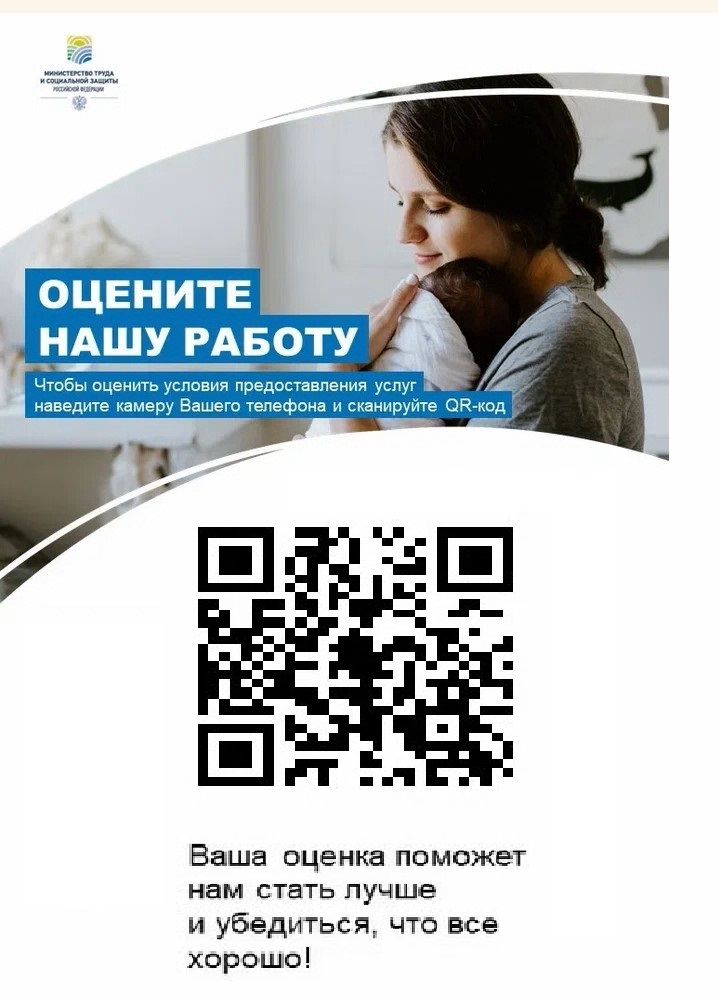 МИНИСТЕРСТВО ТРУДА
И СОЦИАЛЬНОЙ ЗАЩИТЫ
РОССИЙСКОЙ ФЕДЕРАЦИИ
ОЦЕНИТЕ
НАШУ РАБОТУ
Чтобы оценить условия предоставления услуг
наведите камеру Вашего телефона и сканируйте QR-код
Ваша оценка поможет
нам стать лучше
и убедиться, что все
хорошо!